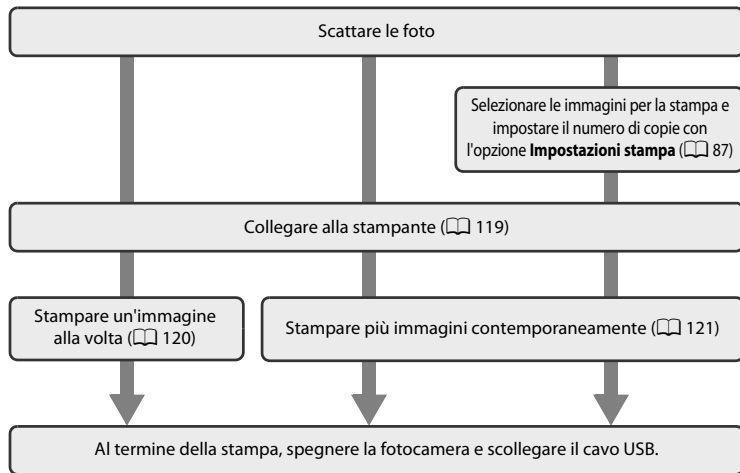 Scattare le foto
Selezionare le immagini per la stampa e
impostare il numero di copie con
l'opzione Impostazioni stampa (📖 87)
Collegare alla stampante (📖 119)
Stampare un'immagine
alla volta (📖 120)
Stampare più immagini contemporaneamente (📖 121)
Al termine della stampa, spegnere la fotocamera e scollegare il cavo USB.